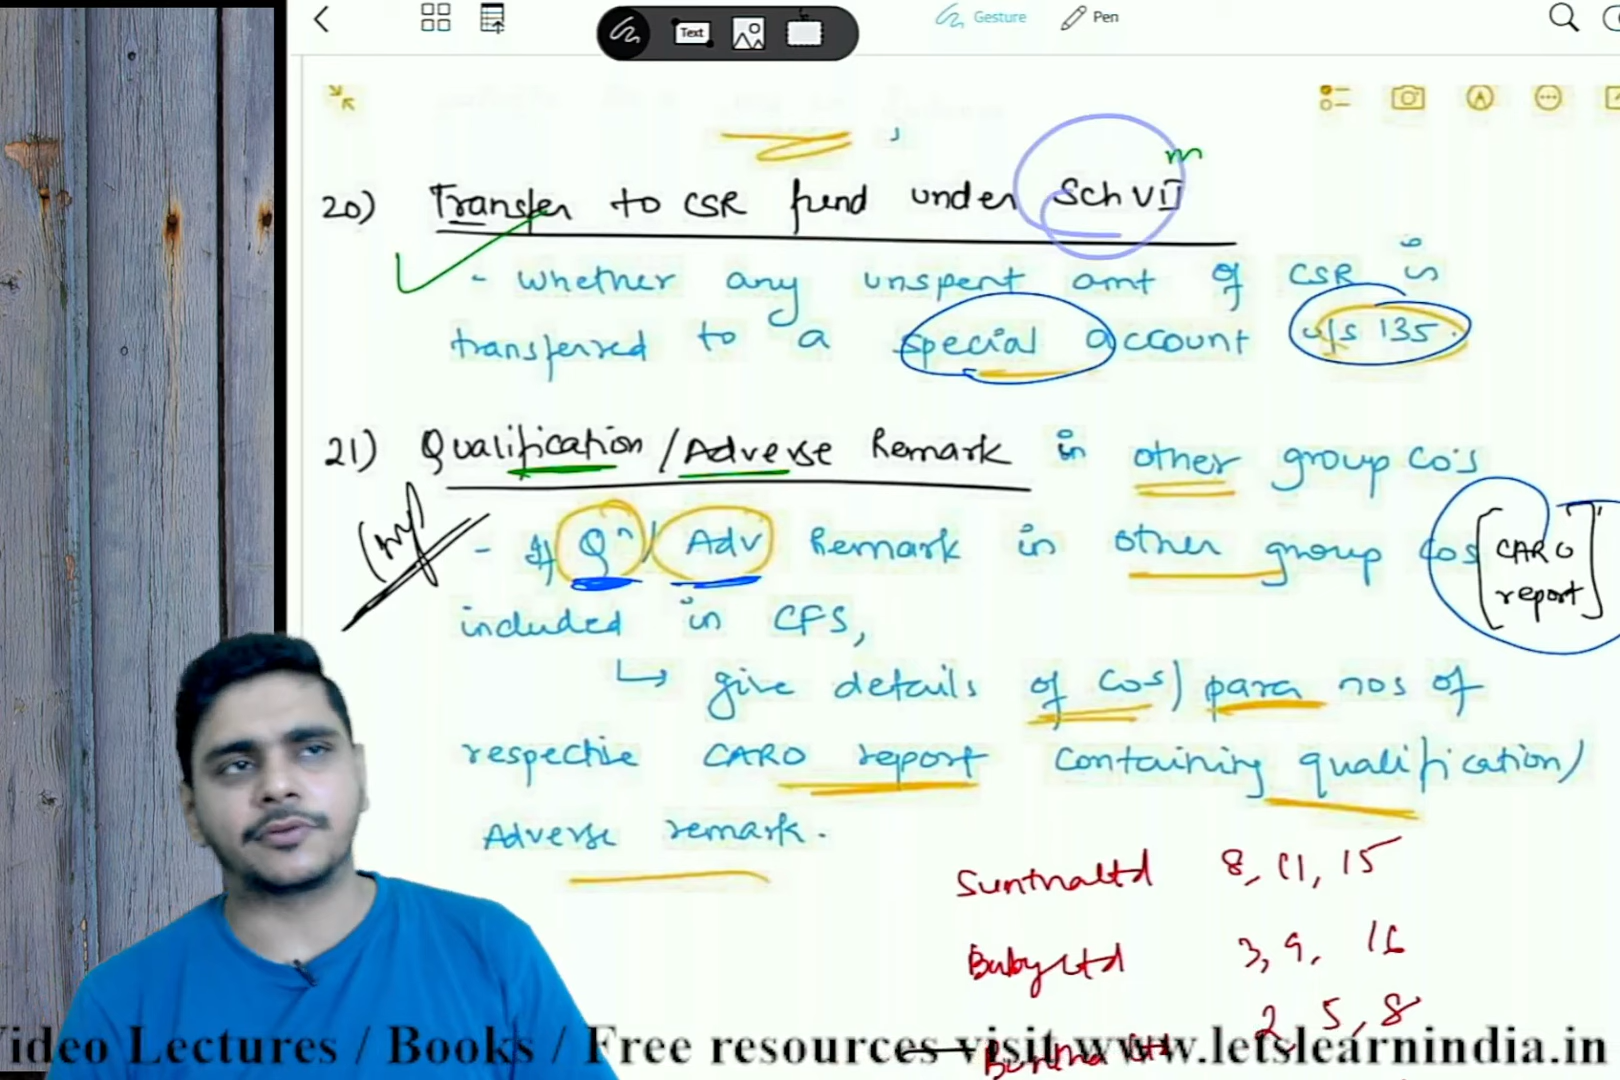 Text
Gesture
Pen
20) Transfer to CSR fund under Sch VII
- whether any unspent amt of CSR is
transferred to a special account u/s 135.
21) Qualification / Adverse Remark in other group co's
- If Qn / Adv Remark in other group cos [CARO report]
included in CFS,
↳ give details of cos / para nos of
respective CARO report containing qualification /
Adverse remark.
8, 11, 15
Baby Ltd 3, 9, 16
2, 5, 8
Video Lectures / Books / Free resources visit www.letslearnindia.in